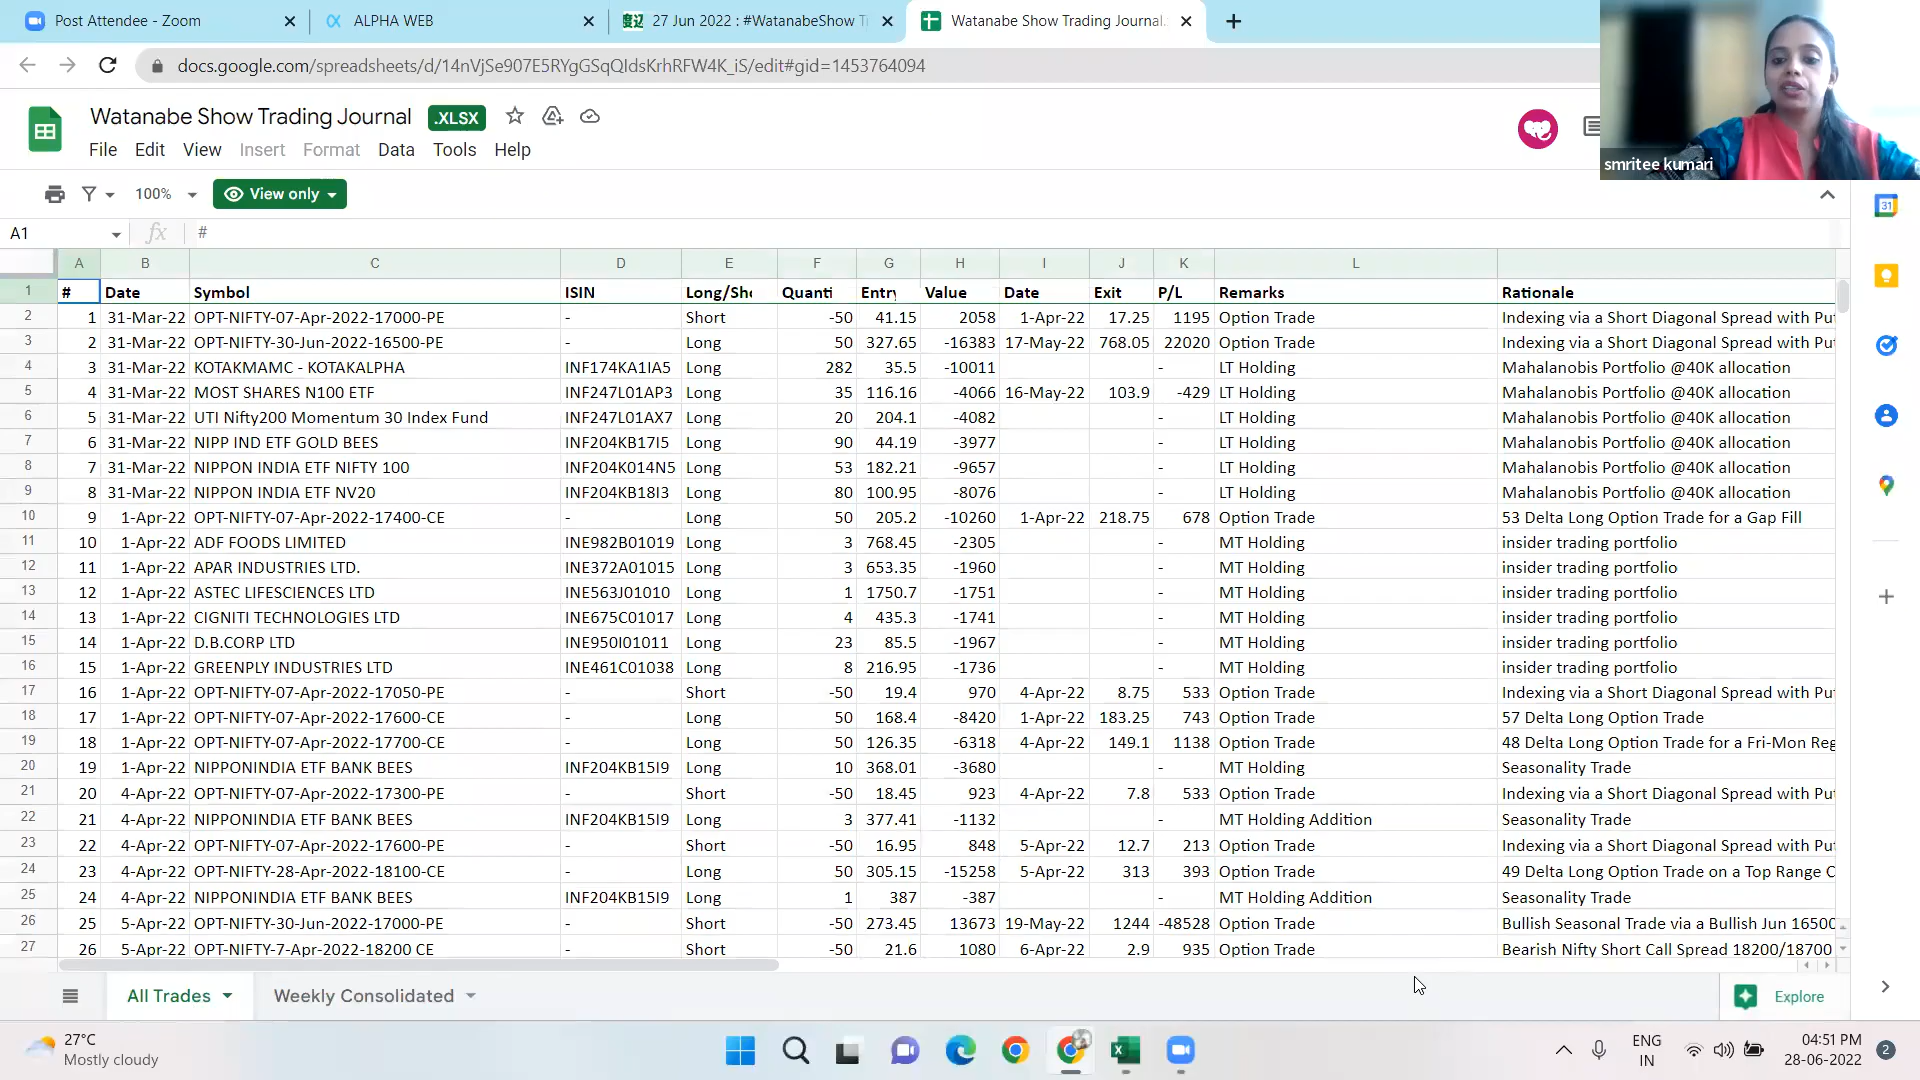 Post Attendee - Zoom
ALPHA WEB
度辺 27 Jun 2022 : #WatanabeShow T
Watanabe Show Trading Journal.
docs.google.com/spreadsheets/d/14nVjSe907E5RYgGSqQIdsKrhRFW4K_iS/edit#gid=1453764094
smritee kumari
Watanabe Show Trading Journal .XLSX
File Edit View Insert Format Data Tools Help
100% View only
31
A1 fx #
A B C D E F G H I J K L
1 # Date Symbol ISIN Long/Sho Quanti Entry Value Date Exit P/L Remarks Rationale
2 1 31-Mar-22 OPT-NIFTY-07-Apr-2022-17000-PE - Short -50 41.15 2058 1-Apr-22 17.25 1195 Option Trade Indexing via a Short Diagonal Spread with Pu
3 2 31-Mar-22 OPT-NIFTY-30-Jun-2022-16500-PE - Long 50 327.65 -16383 17-May-22 768.05 22020 Option Trade Indexing via a Short Diagonal Spread with Pu
4 3 31-Mar-22 KOTAKMAMC - KOTAKALPHA INF174KA1IA5 Long 282 35.5 -10011 - LT Holding Mahalanobis Portfolio @40K allocation
5 4 31-Mar-22 MOST SHARES N100 ETF INF247L01AP3 Long 35 116.16 -4066 16-May-22 103.9 -429 LT Holding Mahalanobis Portfolio @40K allocation
6 5 31-Mar-22 UTI Nifty200 Momentum 30 Index Fund INF247L01AX7 Long 20 204.1 -4082 - LT Holding Mahalanobis Portfolio @40K allocation
7 6 31-Mar-22 NIPP IND ETF GOLD BEES INF204KB17I5 Long 90 44.19 -3977 - LT Holding Mahalanobis Portfolio @40K allocation
8 7 31-Mar-22 NIPPON INDIA ETF NIFTY 100 INF204K014N5 Long 53 182.21 -9657 - LT Holding Mahalanobis Portfolio @40K allocation
9 8 31-Mar-22 NIPPON INDIA ETF NV20 INF204KB18I3 Long 80 100.95 -8076 - LT Holding Mahalanobis Portfolio @40K allocation
10 9 1-Apr-22 OPT-NIFTY-07-Apr-2022-17400-CE - Long 50 205.2 -10260 1-Apr-22 218.75 678 Option Trade 53 Delta Long Option Trade for a Gap Fill
11 10 1-Apr-22 ADF FOODS LIMITED INE982B01019 Long 3 768.45 -2305 - MT Holding insider trading portfolio
12 11 1-Apr-22 APAR INDUSTRIES LTD. INE372A01015 Long 3 653.35 -1960 - MT Holding insider trading portfolio
13 12 1-Apr-22 ASTEC LIFESCIENCES LTD INE563J01010 Long 1 1750.7 -1751 - MT Holding insider trading portfolio
14 13 1-Apr-22 CIGNITI TECHNOLOGIES LTD INE675C01017 Long 4 435.3 -1741 - MT Holding insider trading portfolio
15 14 1-Apr-22 D.B.CORP LTD INE950I01011 Long 23 85.5 -1967 - MT Holding insider trading portfolio
16 15 1-Apr-22 GREENPLY INDUSTRIES LTD INE461C01038 Long 8 216.95 -1736 - MT Holding insider trading portfolio
17 16 1-Apr-22 OPT-NIFTY-07-Apr-2022-17050-PE - Short -50 19.4 970 4-Apr-22 8.75 533 Option Trade Indexing via a Short Diagonal Spread with Pu
18 17 1-Apr-22 OPT-NIFTY-07-Apr-2022-17600-CE - Long 50 168.4 -8420 1-Apr-22 183.25 743 Option Trade 57 Delta Long Option Trade
19 18 1-Apr-22 OPT-NIFTY-07-Apr-2022-17700-CE - Long 50 126.35 -6318 4-Apr-22 149.1 1138 Option Trade 48 Delta Long Option Trade for a Fri-Mon Reg
20 19 1-Apr-22 NIPPONINDIA ETF BANK BEES INF204KB15I9 Long 10 368.01 -3680 - MT Holding Seasonality Trade
21 20 4-Apr-22 OPT-NIFTY-07-Apr-2022-17300-PE - Short -50 18.45 923 4-Apr-22 7.8 533 Option Trade Indexing via a Short Diagonal Spread with Pu
22 21 4-Apr-22 NIPPONINDIA ETF BANK BEES INF204KB15I9 Long 3 377.41 -1132 - MT Holding Addition Seasonality Trade
23 22 4-Apr-22 OPT-NIFTY-07-Apr-2022-17600-PE - Short -50 16.95 848 5-Apr-22 12.7 213 Option Trade Indexing via a Short Diagonal Spread with Pu
24 23 4-Apr-22 OPT-NIFTY-28-Apr-2022-18100-CE - Long 50 305.15 -15258 5-Apr-22 313 393 Option Trade 49 Delta Long Option Trade on a Top Range C
25 24 4-Apr-22 NIPPONINDIA ETF BANK BEES INF204KB15I9 Long 1 387 -387 - MT Holding Addition Seasonality Trade
26 25 5-Apr-22 OPT-NIFTY-30-Jun-2022-17000-PE - Short -50 273.45 13673 19-May-22 1244 -48528 Option Trade Bullish Seasonal Trade via a Bullish Jun 16500
27 26 5-Apr-22 OPT-NIFTY-7-Apr-2022-18200 CE - Short -50 21.6 1080 6-Apr-22 2.9 935 Option Trade Bearish Nifty Short Call Spread 18200/18700
All Trades Weekly Consolidated Explore
27°C
Mostly cloudy
ENG
IN
04:51 PM
28-06-2022
2